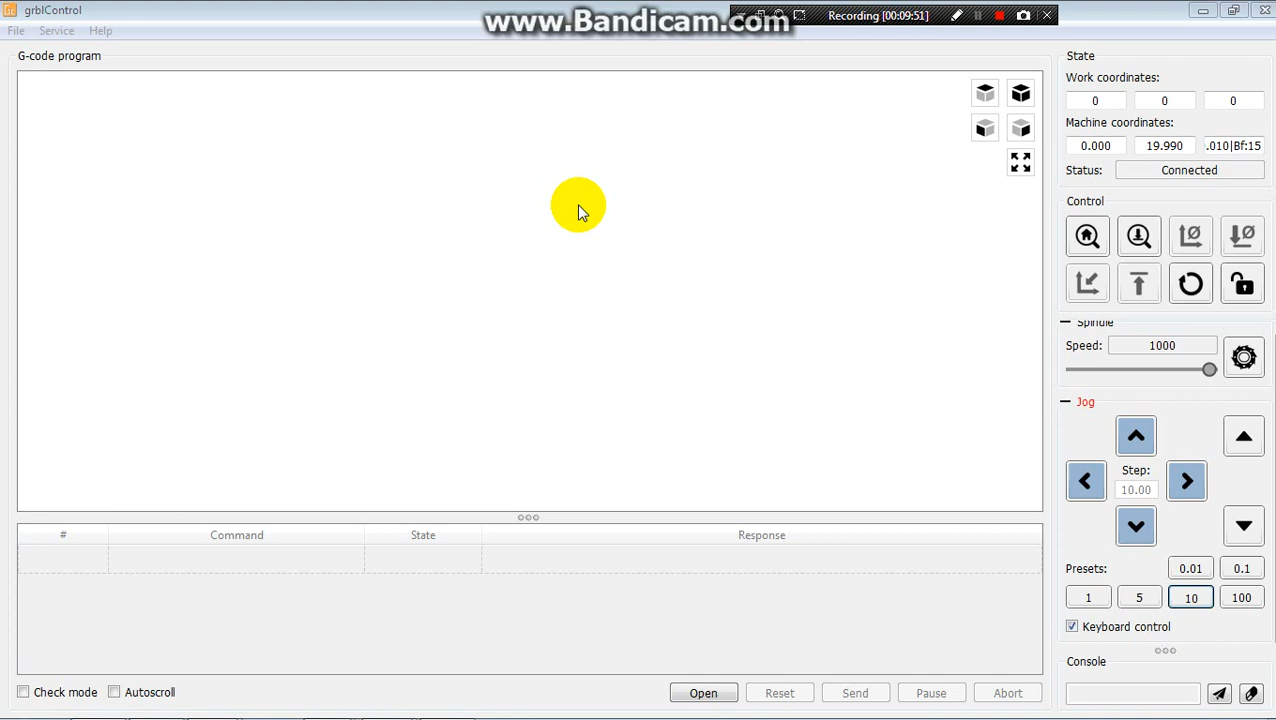 grblControl
www.Bandicam.com
Recording [00:09:51]
File Service Help
G-code program
State
Work coordinates:
0 0 0
Machine coordinates:
0.000 19.990 .010|Bf:15
Status: Connected
Control
Spindle
Speed: 1000
Jog
Step:
10.00
Presets: 0.01 0.1
1 5 10 100
Keyboard control
# Command State Response
Console
Check mode Autoscroll Open Reset Send Pause Abort